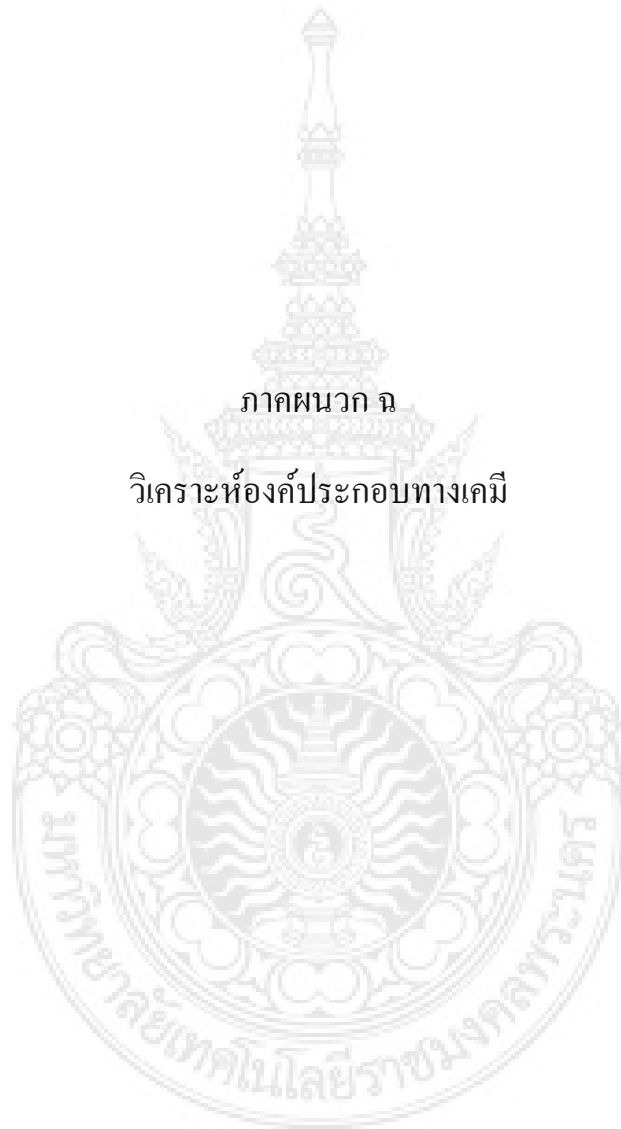 ภาคผนวก ฉ
วิเคราะห์องค์ประกอบทางเคมี
มหาวิทยาลัยเทคโนโลยีราชมงคลพระนคร